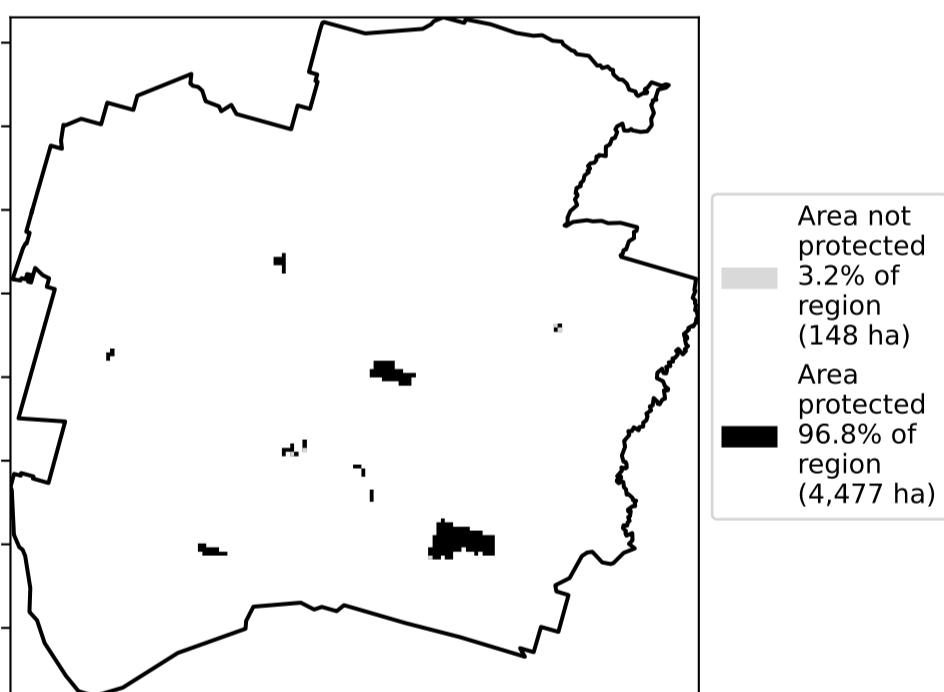 Area not
protected
3.2% of
region
(148 ha)
Area
protected
96.8% of
region
(4,477 ha)